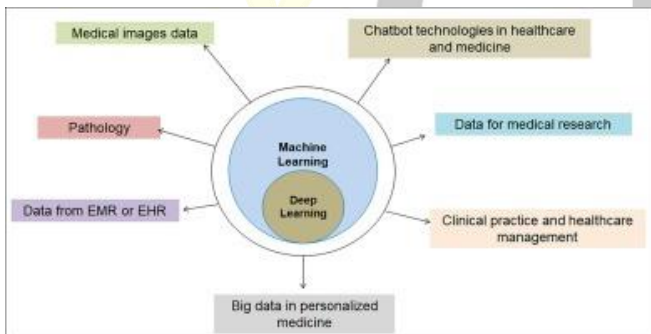 Medical images data
Chatbot technologies in healthcare
and medicine
Pathology
Data for medical research
Machine
Learning
Deep
Learning
Data from EMR or EHR
Clinical practice and healthcare
management
Big data in personalized
medicine